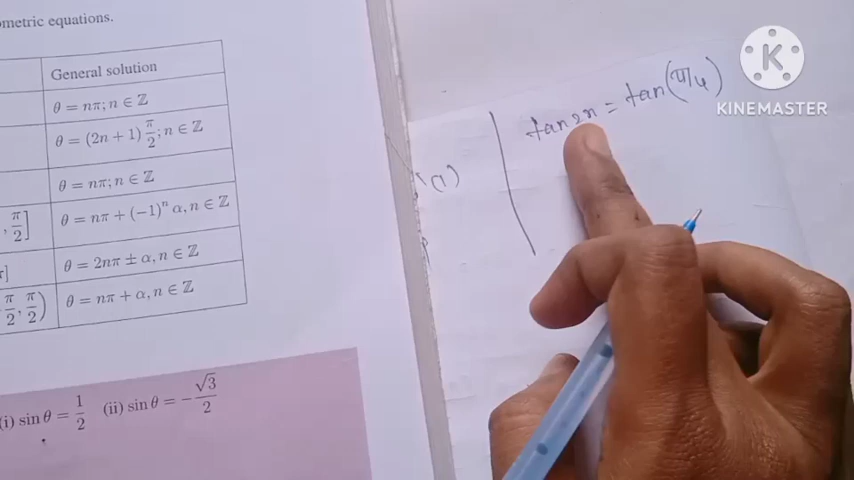 ometric equations.
General solution
θ = nπ; n ∈ ℤ
θ = (2n + 1) π/2; n ∈ ℤ
θ = nπ; n ∈ ℤ
, π/2] θ = nπ + (−1)ⁿ α, n ∈ ℤ
π] θ = 2nπ ± α, n ∈ ℤ
π/2, π/2) θ = nπ + α, n ∈ ℤ
(i) sin θ = 1/2 (ii) sin θ = −√3/2
tan 2x = tan(π/4)
(1)
KINEMASTER